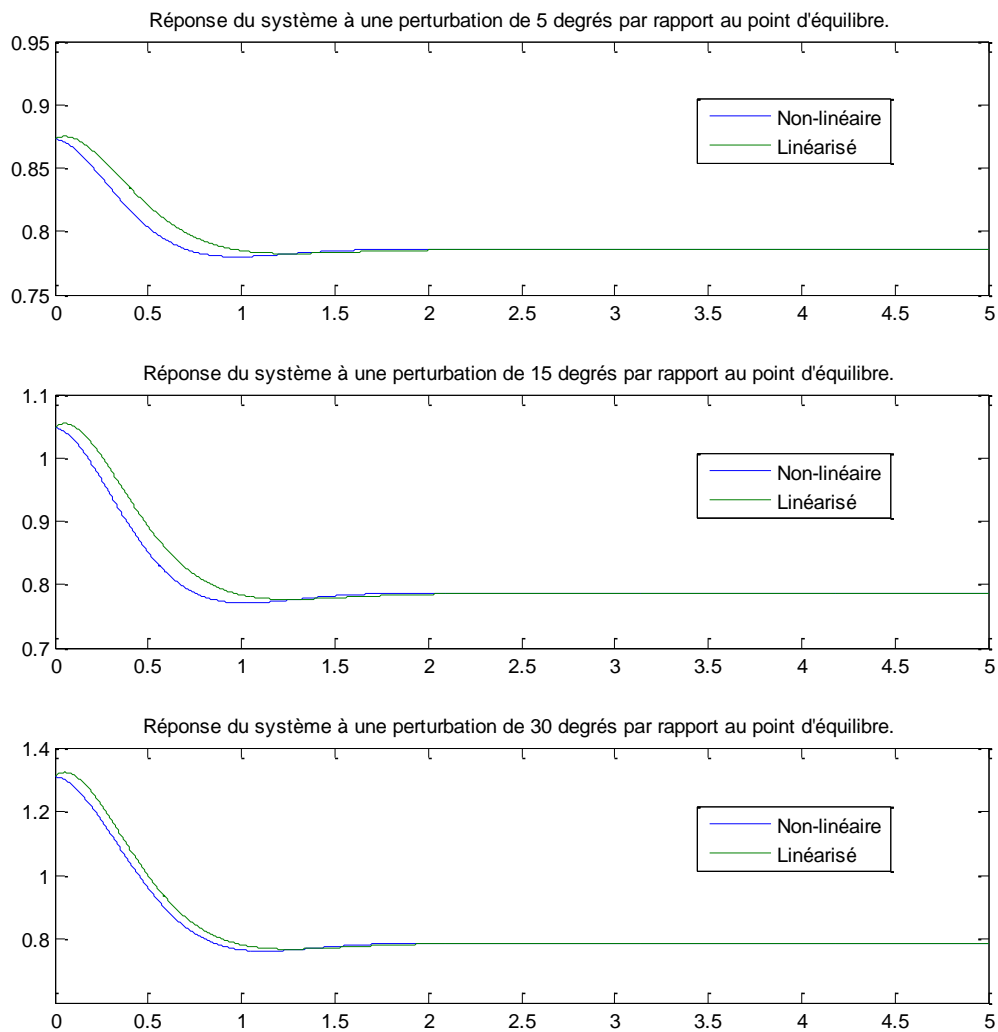 Réponse du système à une perturbation de 5 degrés par rapport au point d'équilibre.
0.95
0.9
0.85
0.8
0.75
Non-linéaire
Linéarisé
0 0.5 1 1.5 2 2.5 3 3.5 4 4.5 5
Réponse du système à une perturbation de 15 degrés par rapport au point d'équilibre.
1.1
1
0.9
0.8
0.7
Non-linéaire
Linéarisé
0 0.5 1 1.5 2 2.5 3 3.5 4 4.5 5
Réponse du système à une perturbation de 30 degrés par rapport au point d'équilibre.
1.4
1.2
1
0.8
Non-linéaire
Linéarisé
0 0.5 1 1.5 2 2.5 3 3.5 4 4.5 5